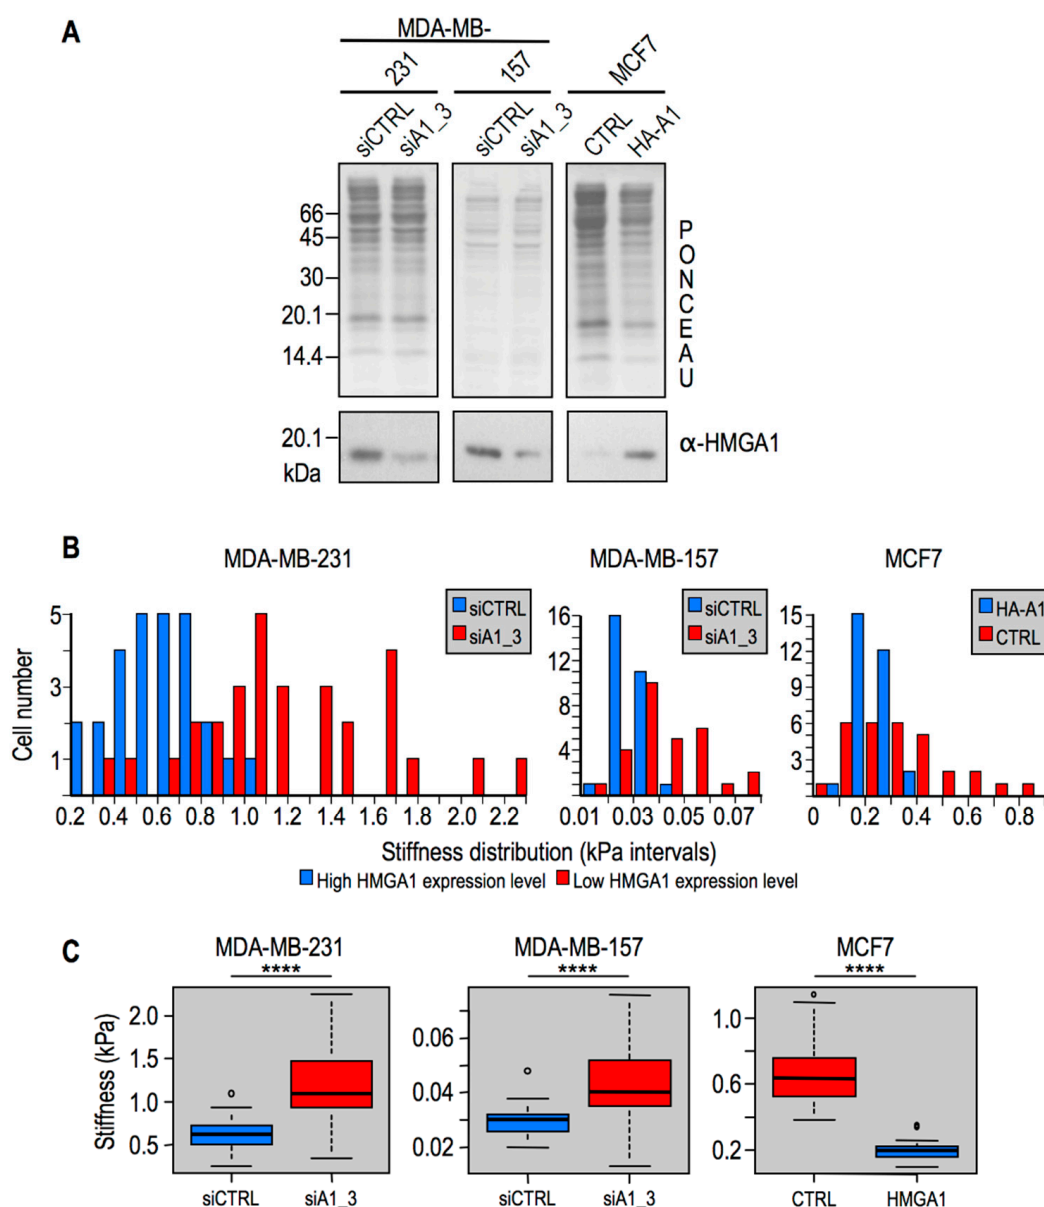 A
MDA-MB-
231
157
MCF7
siCTRL
siA1_3
siCTRL
siA1_3
CTRL
HA-A1
66
45
30
20.1
14.4
PONCEAU
20.1
kDa
α-HMGA1
B
MDA-MB-231
MDA-MB-157
MCF7
siCTRL
siA1_3
siCTRL
siA1_3
HA-A1
CTRL
Cell number
5
3
1
0.2 0.4 0.6 0.8 1.0 1.2 1.4 1.6 1.8 2.0 2.2
16
12
8
4
0.01 0.03 0.05 0.07
15
12
9
6
3
0 0.2 0.4 0.6 0.8
Stiffness distribution (kPa intervals)
High HMGA1 expression level Low HMGA1 expression level
C
MDA-MB-231
MDA-MB-157
MCF7
****
****
****
Stiffness (kPa)
2.0
1.5
1.0
0.5
siCTRL siA1_3
0.06
0.04
0.02
siCTRL siA1_3
1.0
0.6
0.2
CTRL HMGA1